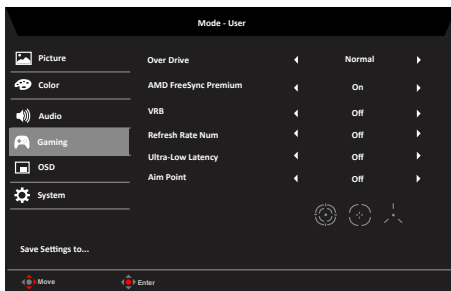 Mode - User
Picture
Color
Audio
Gaming
OSD
System
Save Settings to...
Over Drive Normal
AMD FreeSync Premium On
VRB Off
Refresh Rate Num Off
Ultra-Low Latency Off
Aim Point Off
Move Enter